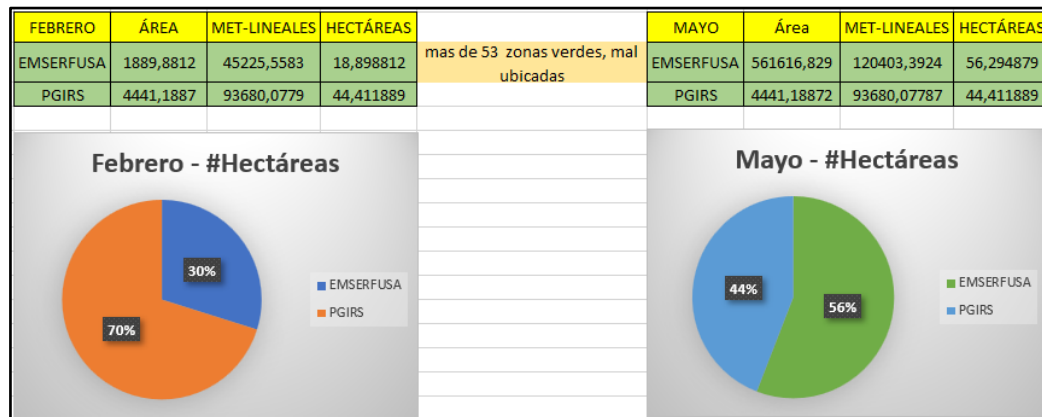 FEBRERO ÁREA MET-LINEALES HECTÁREAS
EMSERFUSA 1889,8812 45225,5583 18,898812
PGIRS 4441,1887 93680,0779 44,411889
mas de 53 zonas verdes, mal
ubicadas
MAYO Área MET-LINEALES HECTÁREAS
EMSERFUSA 561616,829 120403,3924 56,294879
PGIRS 4441,18872 93680,07787 44,411889
Febrero - #Hectáreas
30%
70%
EMSERFUSA
PGIRS
Mayo - #Hectáreas
44%
56%
EMSERFUSA
PGIRS